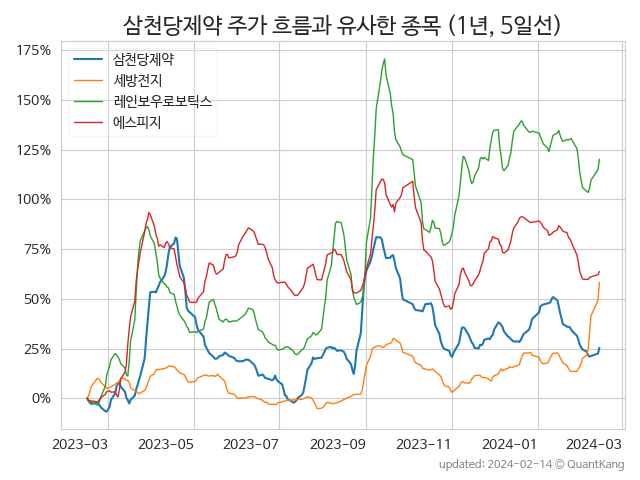 삼천당제약 주가 흐름과 유사한 종목 (1년, 5일선)
삼천당제약
세방전지
레인보우로보틱스
에스피지
175%
150%
125%
100%
75%
50%
25%
0%
2023-03 2023-05 2023-07 2023-09 2023-11 2024-01 2024-03
updated: 2024-02-14 © QuantKang